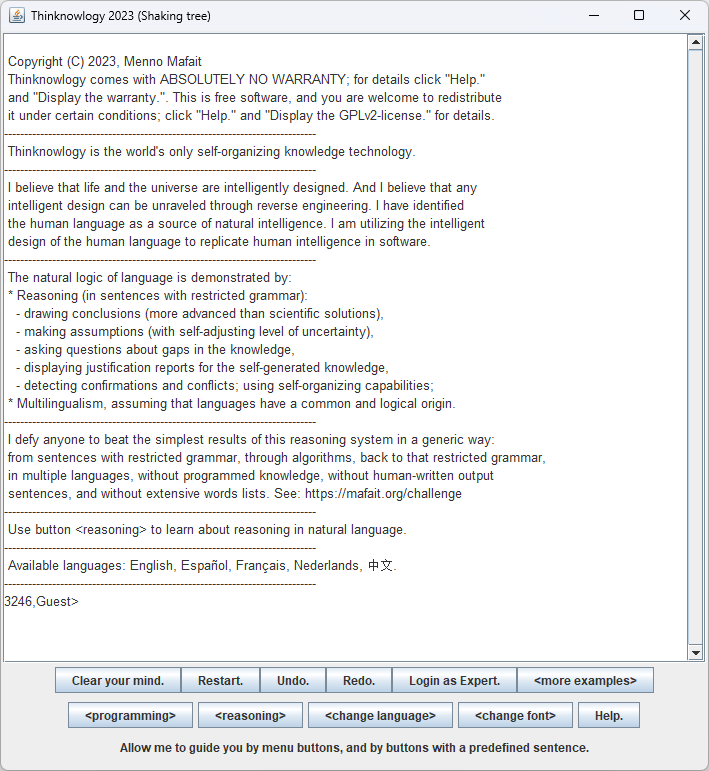 Thinknowlogy 2023 (Shaking tree)
Copyright (C) 2023, Menno Mafait
Thinknowlogy comes with ABSOLUTELY NO WARRANTY; for details click "Help."
and "Display the warranty.". This is free software, and you are welcome to redistribute
it under certain conditions; click "Help." and "Display the GPLv2-license." for details.
Thinknowlogy is the world's only self-organizing knowledge technology.
I believe that life and the universe are intelligently designed. And I believe that any
intelligent design can be unraveled through reverse engineering. I have identified
the human language as a source of natural intelligence. I am utilizing the intelligent
design of the human language to replicate human intelligence in software.
The natural logic of language is demonstrated by:
* Reasoning (in sentences with restricted grammar):
- drawing conclusions (more advanced than scientific solutions),
- making assumptions (with self-adjusting level of uncertainty),
- asking questions about gaps in the knowledge,
- displaying justification reports for the self-generated knowledge,
- detecting confirmations and conflicts; using self-organizing capabilities;
* Multilingualism, assuming that languages have a common and logical origin.
I defy anyone to beat the simplest results of this reasoning system in a generic way:
from sentences with restricted grammar, through algorithms, back to that restricted grammar,
in multiple languages, without programmed knowledge, without human-written output
sentences, and without extensive words lists. See: https://mafait.org/challenge
Use button <reasoning> to learn about reasoning in natural language.
Available languages: English, Español, Français, Nederlands, 中文.
3246,Guest>
Clear your mind. Restart. Undo. Redo. Login as Expert. <more examples>
<programming> <reasoning> <change language> <change font> Help.
Allow me to guide you by menu buttons, and by buttons with a predefined sentence.